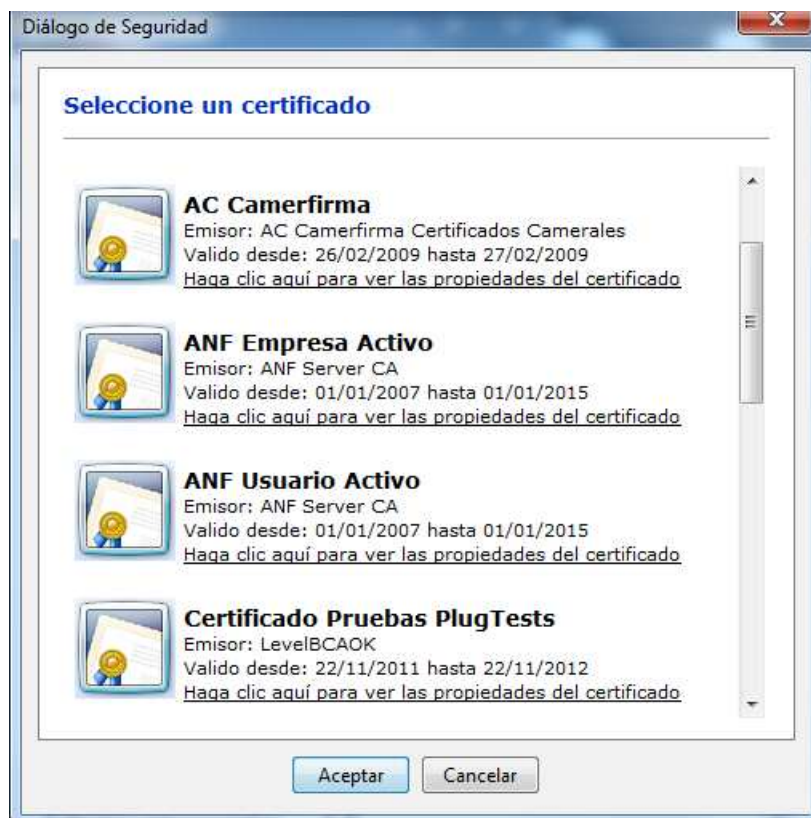 Diálogo de Seguridad
Seleccione un certificado
AC Camerfirma
Emisor: AC Camerfirma Certificados Camerales
Valido desde: 26/02/2009 hasta 27/02/2009
Haga clic aquí para ver las propiedades del certificado
ANF Empresa Activo
Emisor: ANF Server CA
Valido desde: 01/01/2007 hasta 01/01/2015
Haga clic aquí para ver las propiedades del certificado
ANF Usuario Activo
Emisor: ANF Server CA
Valido desde: 01/01/2007 hasta 01/01/2015
Haga clic aquí para ver las propiedades del certificado
Certificado Pruebas PlugTests
Emisor: LevelBCAOK
Valido desde: 22/11/2011 hasta 22/11/2012
Haga clic aquí para ver las propiedades del certificado
Aceptar Cancelar